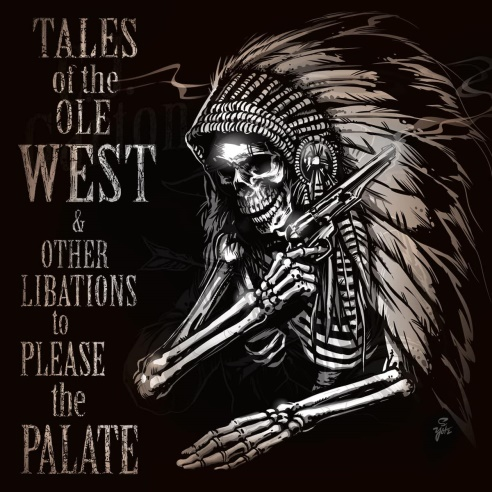 TALES
of the
OLE
WEST
&
OTHER
LIBATIONS
to
PLEASE
the
PALATE